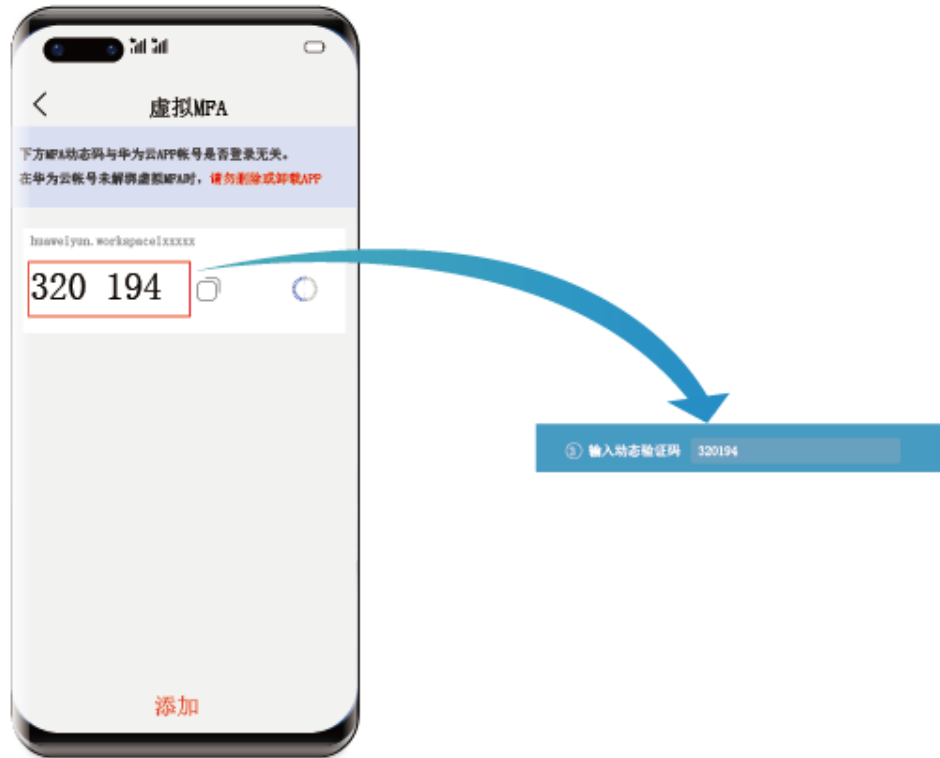 虚拟MFA
下方MFA动态码与华为云APP帐号是否登录无关。
在华为云帐号未解绑虚拟MFA时，请勿删除或卸载APP
huaweiyun.workspace1xxxxx
320 194
③ 输入动态验证码 320194
添加